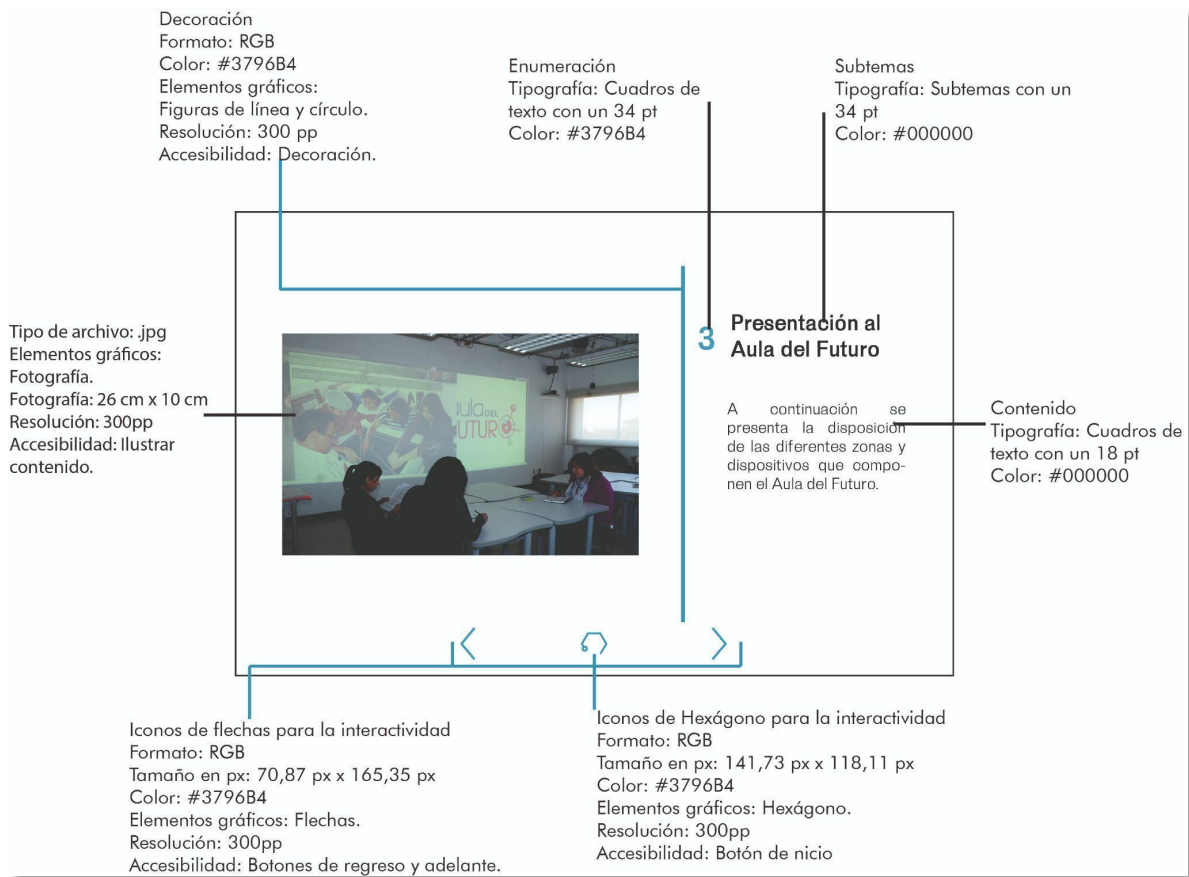 Decoración
Formato: RGB
Color: #3796B4
Elementos gráficos:
Figuras de línea y círculo.
Resolución: 300 pp
Accesibilidad: Decoración.
Enumeración
Tipografía: Cuadros de
texto con un 34 pt
Color: #3796B4
Subtemas
Tipografía: Subtemas con un
34 pt
Color: #000000
Tipo de archivo: .jpg
Elementos gráficos:
Fotografía.
Fotografía: 26 cm x 10 cm
Resolución: 300pp
Accesibilidad: Ilustrar
contenido.
ula DEL
UTUR
3
Presentación al
Aula del Futuro
A continuación se
presenta la disposición
de las diferentes zonas y
dispositivos que compo-
nen el Aula del Futuro.
Contenido
Tipografía: Cuadros de
texto con un 18 pt
Color: #000000
Iconos de flechas para la interactividad
Formato: RGB
Tamaño en px: 70,87 px x 165,35 px
Color: #3796B4
Elementos gráficos: Flechas.
Resolución: 300pp
Accesibilidad: Botones de regreso y adelante.
Iconos de Hexágono para la interactividad
Formato: RGB
Tamaño en px: 141,73 px x 118,11 px
Color: #3796B4
Elementos gráficos: Hexágono.
Resolución: 300pp
Accesibilidad: Botón de nicio